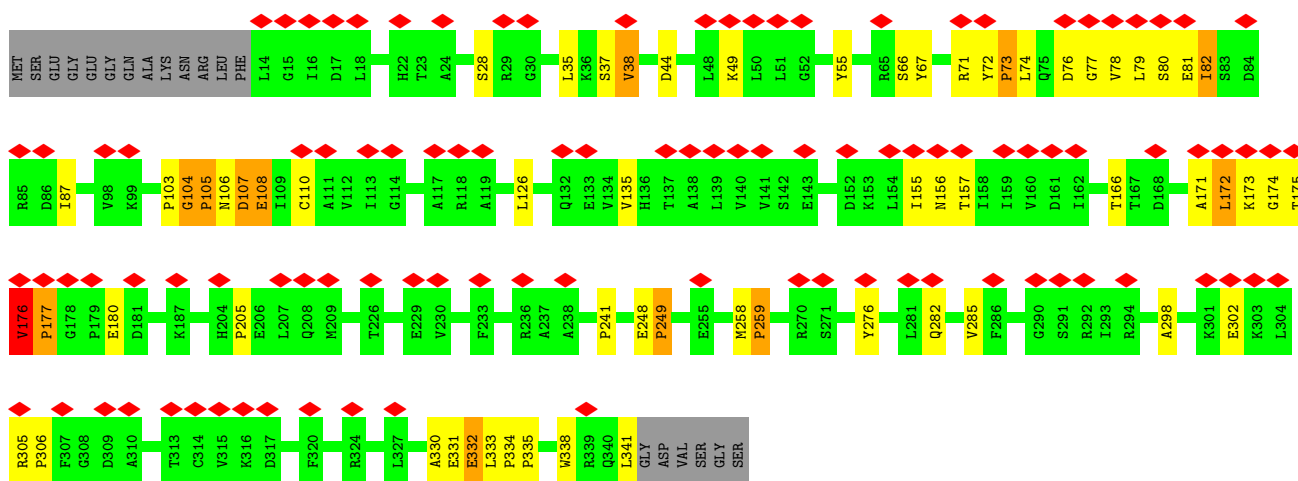 MET SER GLU GLY GLU GLY GLN ALA LYS ASN ARG LEU PHE L14 G15 I16 D17 L18 H22 T23 A24 S28 R29 G30 L35 K36 S37 V38 D44 L48 K49 L50 L51 G52 Y55 R65 S66 Y67 R71 Y72 P73 L74 Q75 D76 G77 V78 L79 S80 E81 I82 S83 D84
R85 D86 I87 V98 K99 P103 G104 P105 N106 D107 E108 I109 C110 A111 V112 I113 G114 A117 R118 A119 L126 Q132 E133 V134 V135 H136 T137 A138 L139 V140 V141 S142 E143 D152 K153 L154 I155 N156 T157 I158 I159 V160 D161 I162 T166 T167 D168 A171 L172 K173 G174 T175
V176 P177 G178 P179 E180 D181 K187 H204 P205 E206 L207 Q208 M209 T226 E229 V230 F233 R236 A237 A238 P241 E248 P249 E255 M258 P259 R270 S271 Y276 L281 Q282 V285 F286 G290 S291 R292 I293 R294 A298 K301 E302 K303 L304
R305 P306 F307 G308 D309 A310 T313 C314 V315 K316 D317 F320 R324 L327 A330 E331 E332 L333 P334 P335 W338 R339 Q340 L341 GLY ASP VAL SER GLY SER